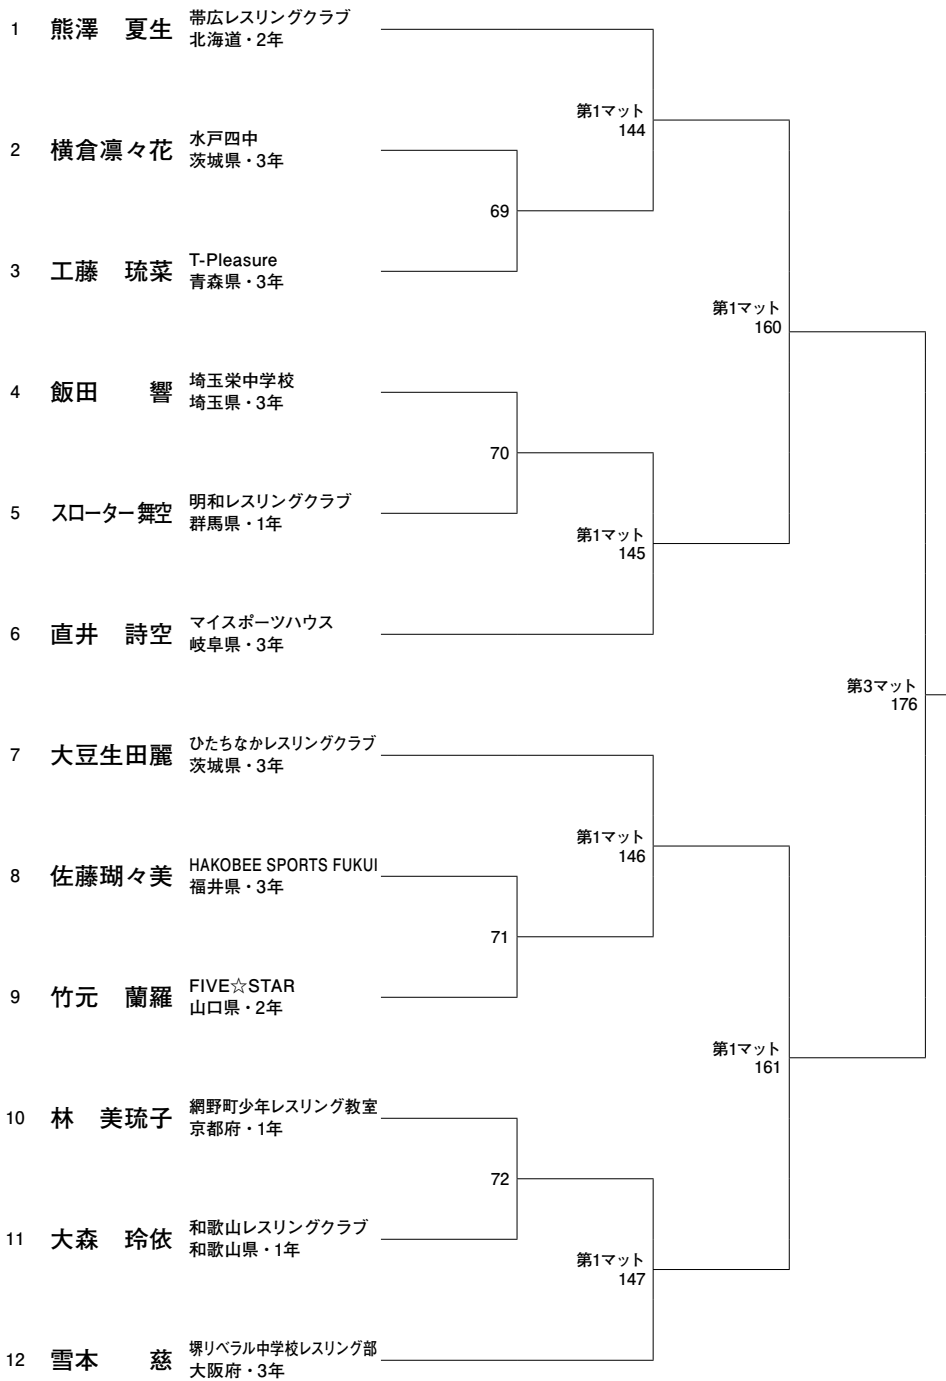 1 熊澤 夏生 帯広レスリングクラブ
北海道・2年
第1マット
144
2 横倉凛々花 水戸四中
茨城県・3年
69
3 工藤 琉菜 T-Pleasure
青森県・3年
第1マット
160
4 飯田 響 埼玉栄中学校
埼玉県・3年
70
5 スローター舞空 明和レスリングクラブ
群馬県・1年
第1マット
145
6 直井 詩空 マイスポーツハウス
岐阜県・3年
第3マット
176
7 大豆生田麗 ひたちなかレスリングクラブ
茨城県・3年
第1マット
146
8 佐藤瑚々美 HAKOBEE SPORTS FUKUI
福井県・3年
71
9 竹元 蘭羅 FIVE☆STAR
山口県・2年
第1マット
161
10 林 美琉子 網野町少年レスリング教室
京都府・1年
72
11 大森 玲依 和歌山レスリングクラブ
和歌山県・1年
第1マット
147
12 雪本 慈 堺リベラル中学校レスリング部
大阪府・3年